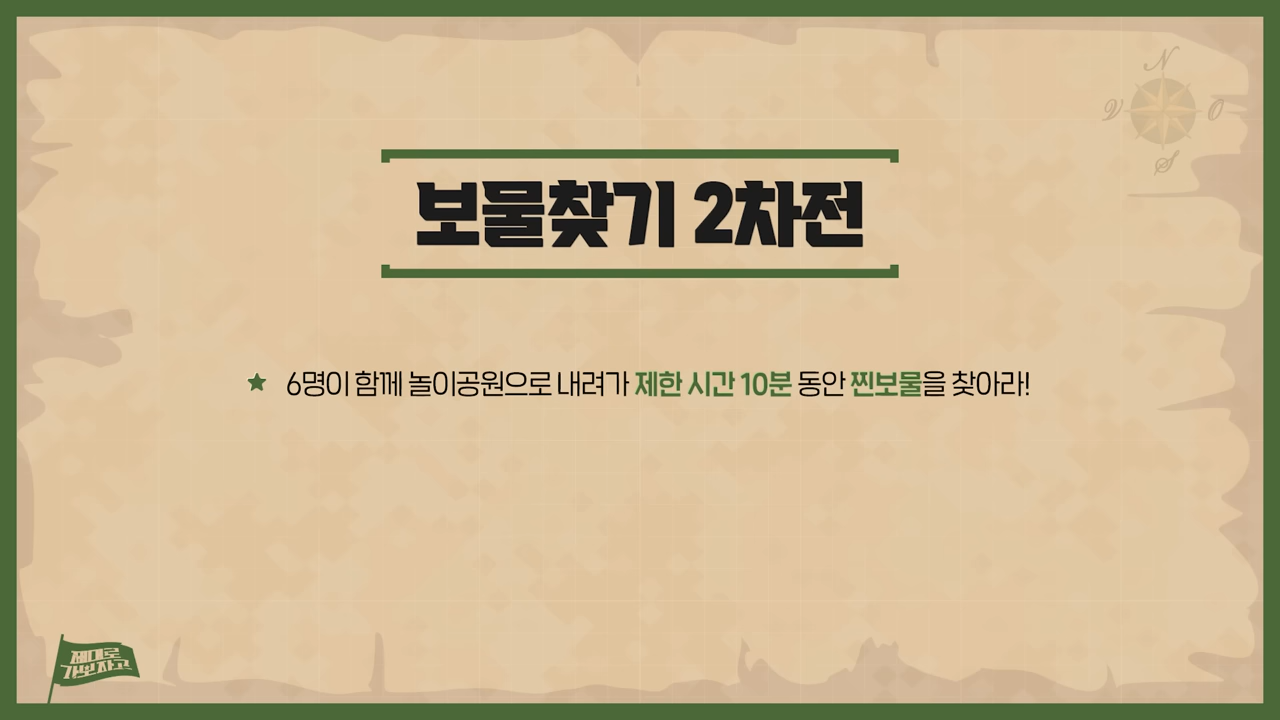 N
W O
S
보물찾기 2차전
6명이 함께 놀이공원으로 내려가 제한 시간 10분 동안 찐보물을 찾아라!
제대로
가보자고